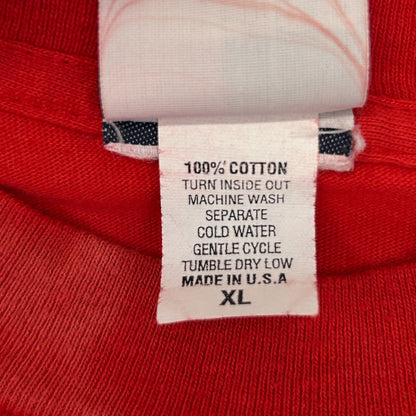 100% COTTON
TURN INSIDE OUT
MACHINE WASH
SEPARATE
COLD WATER
GENTLE CYCLE
TUMBLE DRY LOW
MADE IN U.S.A
XL